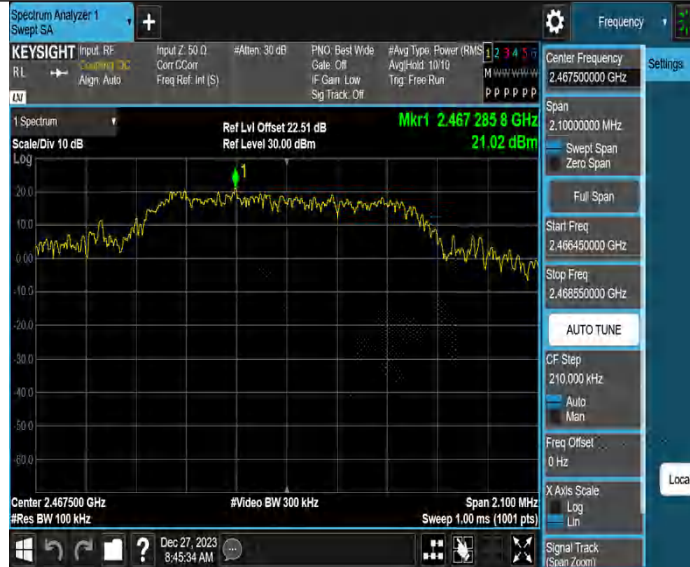 Spectrum Analyzer 1
Swept SA
+
Frequency
KEYSIGHT
Input: RF
Input Z: 50 Ω
#Atten: 30 dB
PNO: Best Wide
#Avg Type: Power (RMS
1 2 3 4 5 6
RL
Coupling: DC
Corr CCorr
Gate: Off
Avg|Hold: 10/10
M W W W W W
Align: Auto
Freq Ref: Int (S)
IF Gain: Low
Trig: Free Run
Sig Track: Off
P P P P P P
LXI
1 Spectrum
Ref Lvl Offset 22.51 dB
Mkr1 2.467 285 8 GHz
Scale/Div 10 dB
Ref Level 30.00 dBm
21.02 dBm
Log
1
20.0
10.0
0.00
-10.0
-20.0
-30.0
-40.0
-50.0
-60.0
Center 2.467500 GHz
#Video BW 300 kHz
Span 2.100 MHz
#Res BW 100 kHz
Sweep 1.00 ms (1001 pts)
?
Dec 27, 2023
8:45:34 AM
Center Frequency
2.467500000 GHz
Settings
Span
2.10000000 MHz
Swept Span
Zero Span
Full Span
Start Freq
2.466450000 GHz
Stop Freq
2.468550000 GHz
AUTO TUNE
CF Step
210.000 kHz
Auto
Man
Freq Offset
0 Hz
X Axis Scale
Log
Lin
Loca
Signal Track
(Span Zoom)